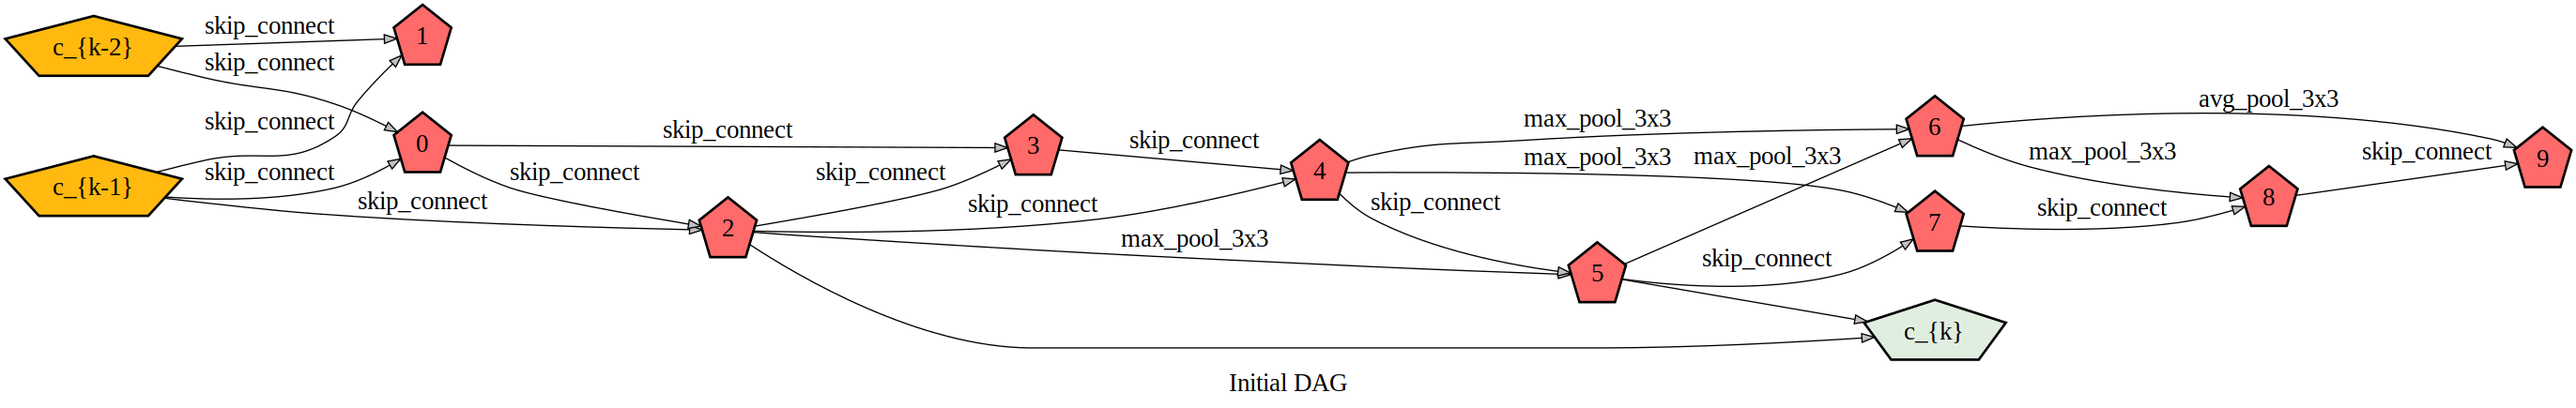 c_{k-2}
skip_connect
1
skip_connect
skip_connect
0
c_{k-1}
skip_connect
skip_connect
skip_connect
skip_connect
2
skip_connect
3
skip_connect
skip_connect
max_pool_3x3
4
max_pool_3x3
max_pool_3x3
skip_connect
5
max_pool_3x3
skip_connect
6
7
c_{k}
avg_pool_3x3
max_pool_3x3
skip_connect
8
skip_connect
9
Initial DAG